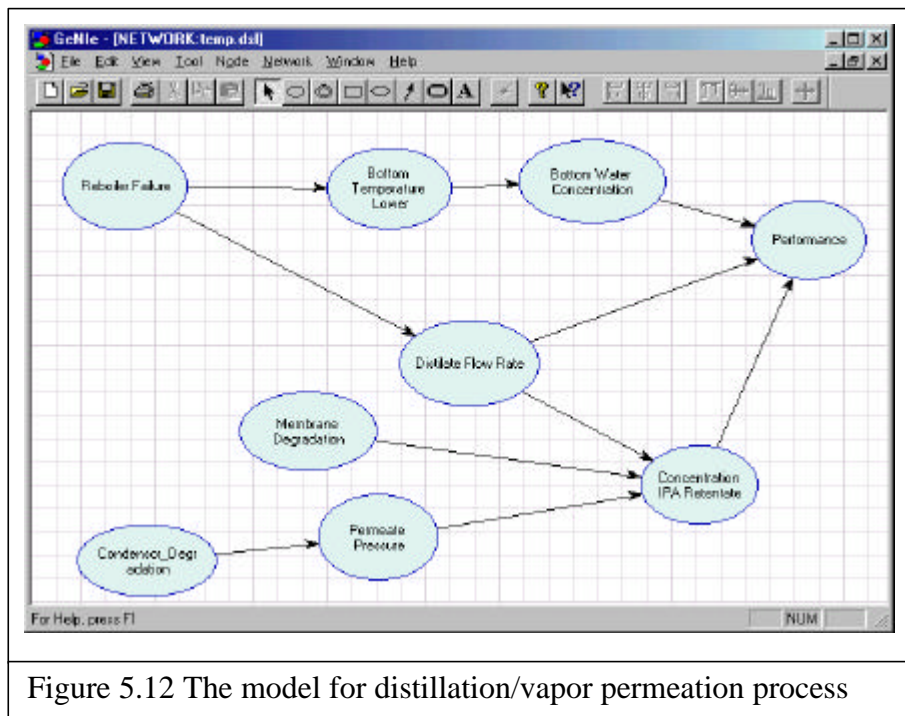 GeNIe - [NETWORK:temp.dsl]
File Edit View Tool Node Network Window Help
A
Reboiler Failure
Bottom
Temperature
Lower
Bottom Water
Concentration
Performance
Distilate Flow Rate
Membrane
Degradation
Concentration
IPA Retentate
Permeate
Pressure
Condensor_Degr
adation
For Help, press F1
NUM
Figure 5.12 The model for distillation/vapor permeation process